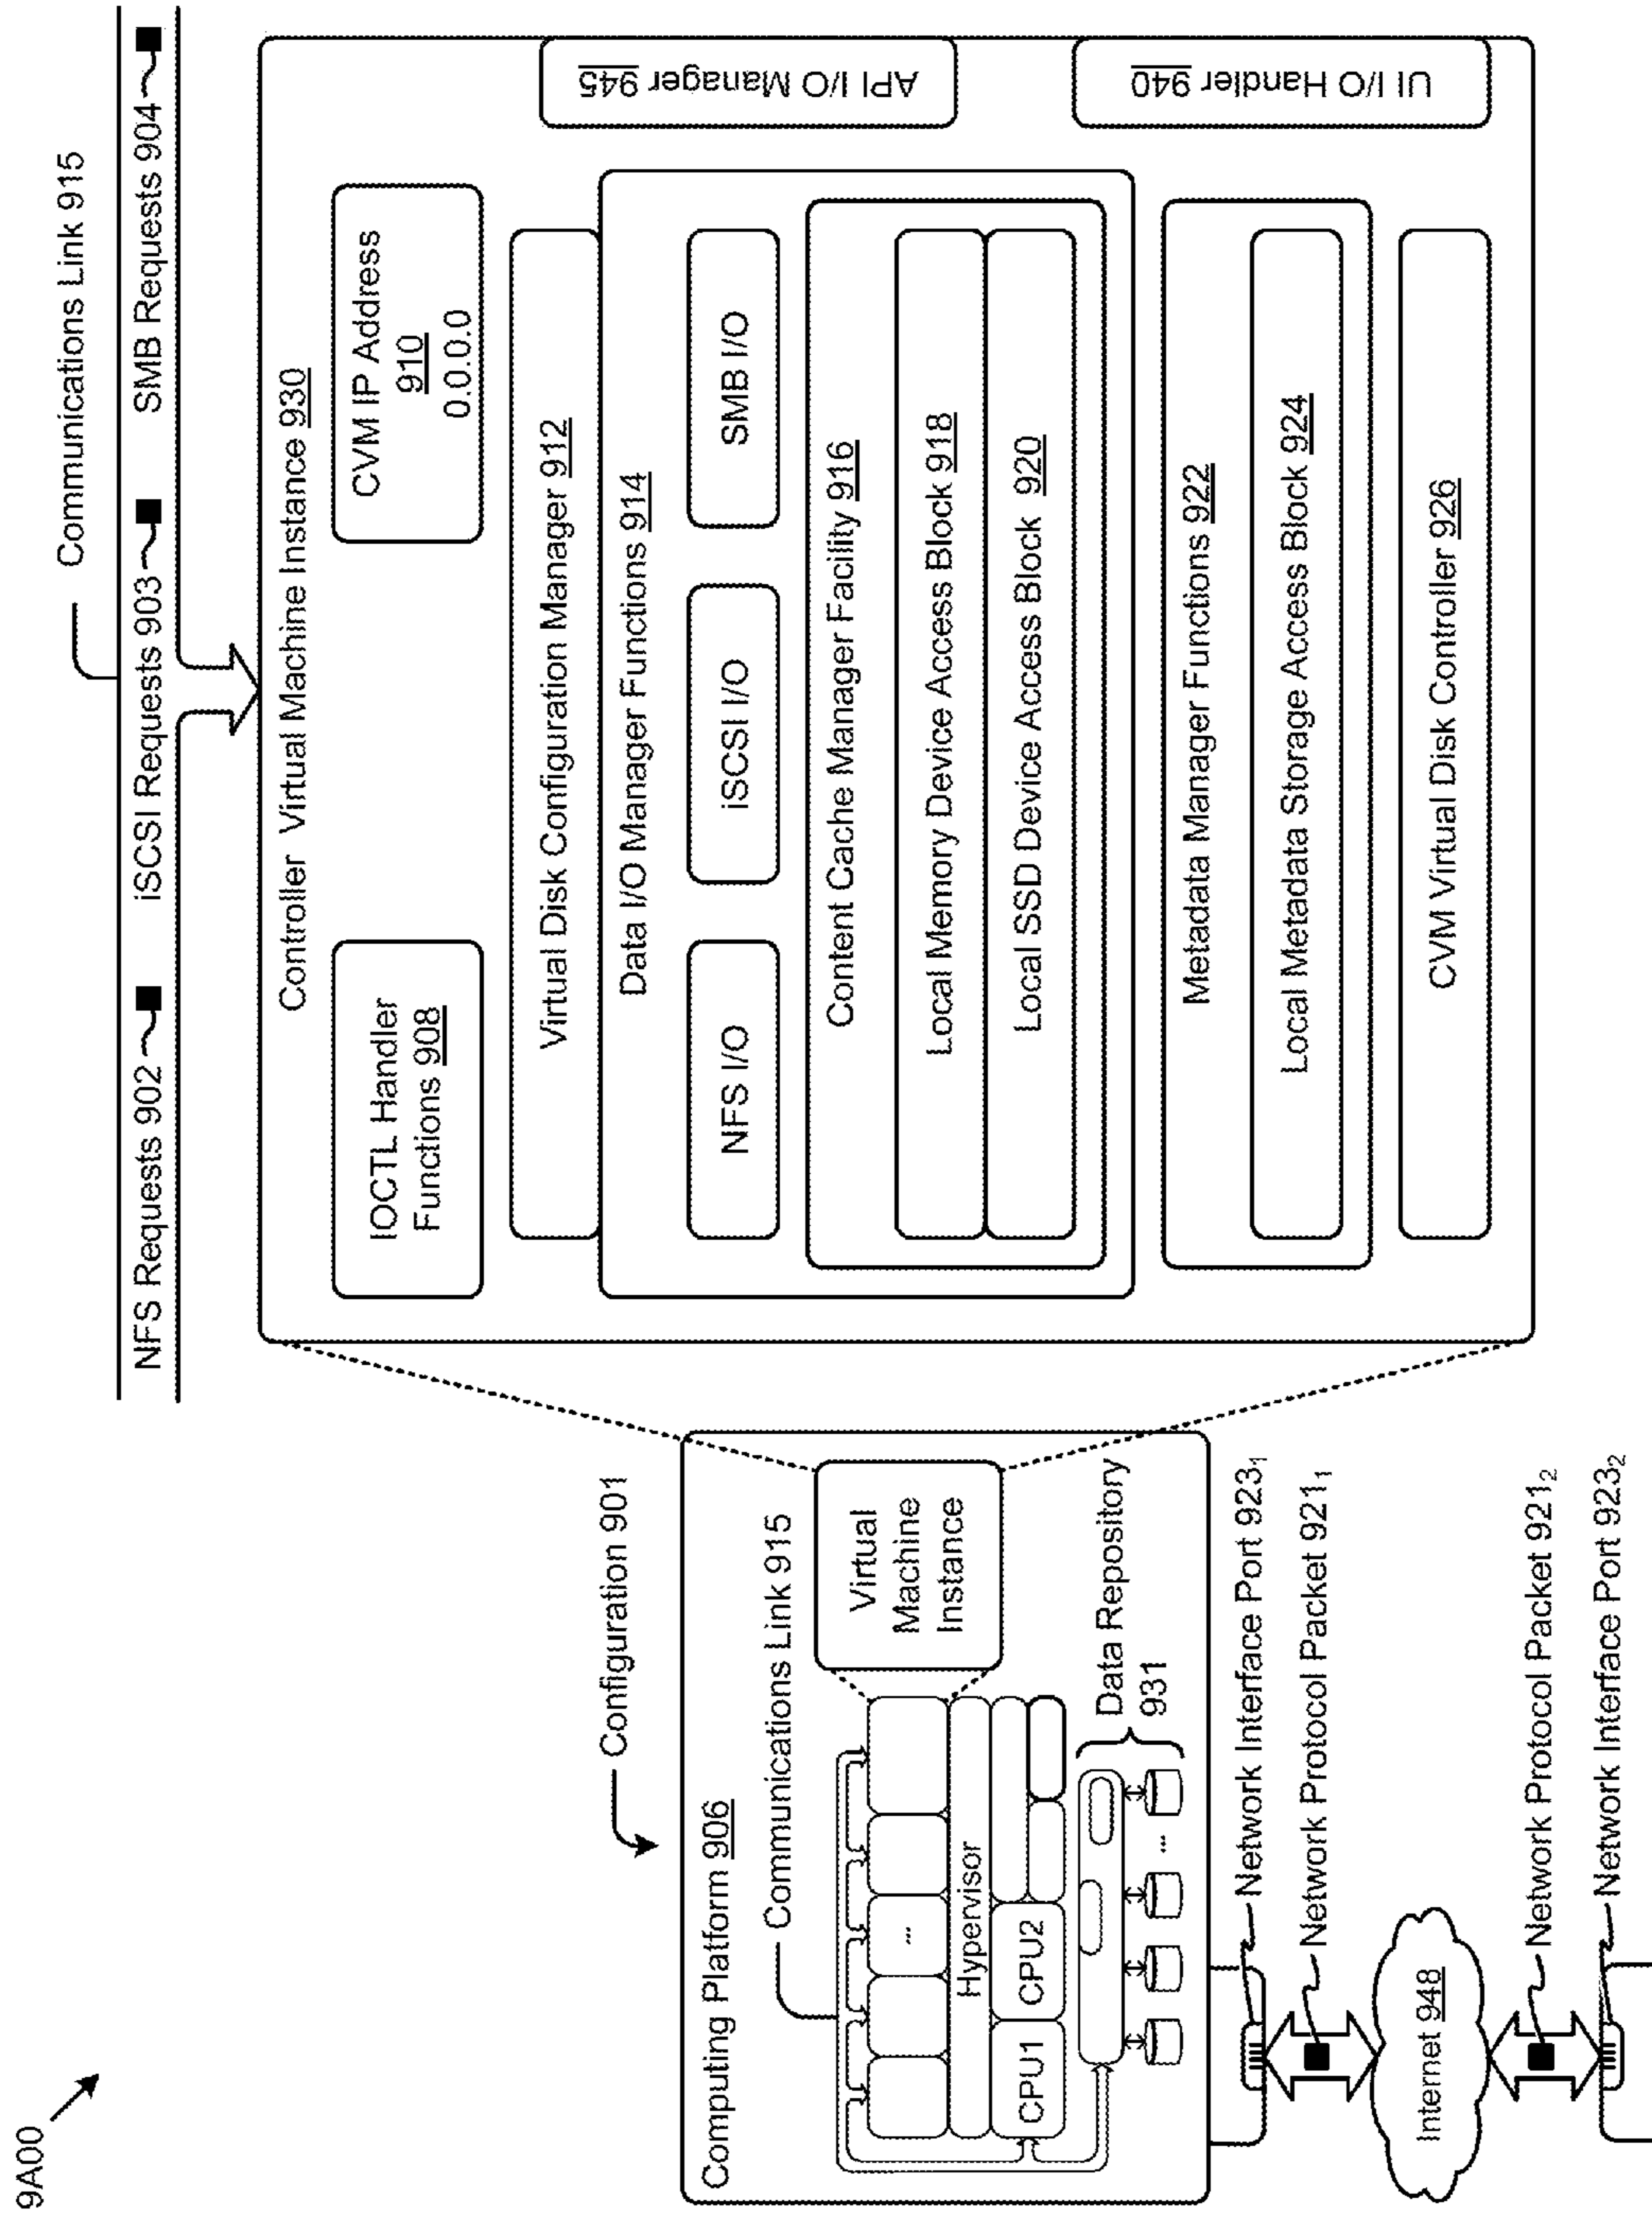 9A00
Communications Link 915
NFS Requests 902
iSCSI Requests 903
SMB Requests 904
Configuration 901
Computing Platform 906
Communications Link 915
...
Hypervisor
CPU1
CPU2
Virtual
Machine
Instance
Data Repository
931
...
Network Interface Port 923₁
Network Protocol Packet 921₁
Internet 948
Network Protocol Packet 921₂
Network Interface Port 923₂
Controller Virtual Machine Instance 930
IOCTL Handler
Functions 908
CVM IP Address
910
0.0.0.0
Virtual Disk Configuration Manager 912
Data I/O Manager Functions 914
NFS I/O
iSCSI I/O
SMB I/O
Content Cache Manager Facility 916
Local Memory Device Access Block 918
Local SSD Device Access Block 920
Metadata Manager Functions 922
Local Metadata Storage Access Block 924
CVM Virtual Disk Controller 926
API I/O Manager 945
UI I/O Handler 940